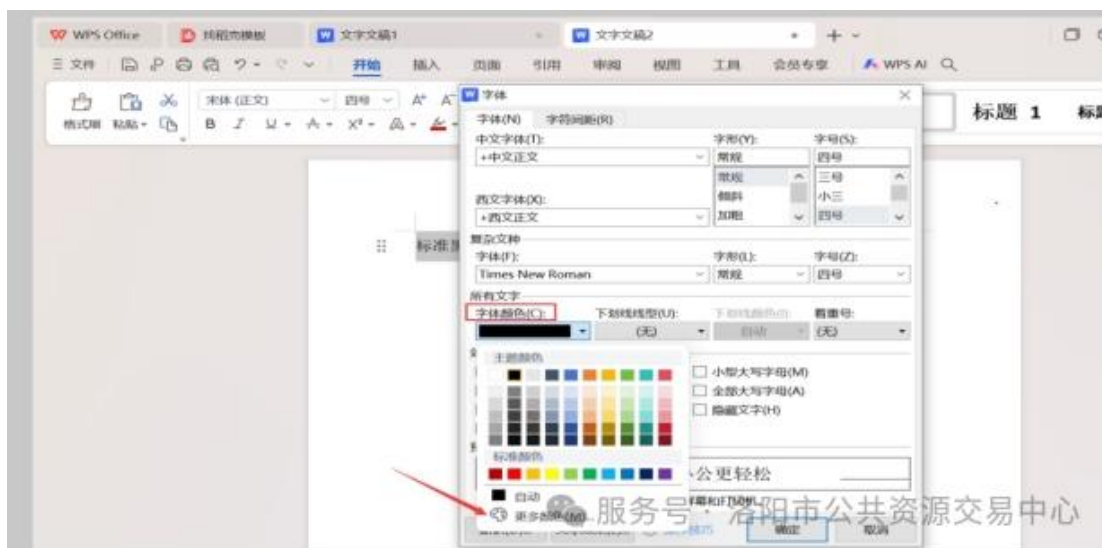 WPS Office 找稻壳模板 文字文稿1 文字文稿2
三 文件 开始 插入 页面 引用 审阅 视图 工具 会员专享 WPS AI
宋体 (正文) 四号 A⁺ A⁻ 标题 1
格式刷 粘贴 B I U A X²
字体
字体(N) 字符间距(R)
中文字体(T): 字形(Y): 字号(S):
+中文正文 常规 四号
常规 三号
倾斜 小三
西文字体(X):
+西文正文 加粗 四号
标准
复杂文种
字体(F): 字形(L): 字号(Z):
Times New Roman 常规 四号
所有文字
字体颜色(C): 下划线线型(U): 下划线颜色(I): 着重号:
(无) 自动 (无)
主题颜色
小型大写字母(M)
全部大写字母(A)
隐藏文字(H)
标准颜色
公更轻松
自动
更多颜色(M)...
服务号 · 洛阳市公共资源交易中心
确定 取消